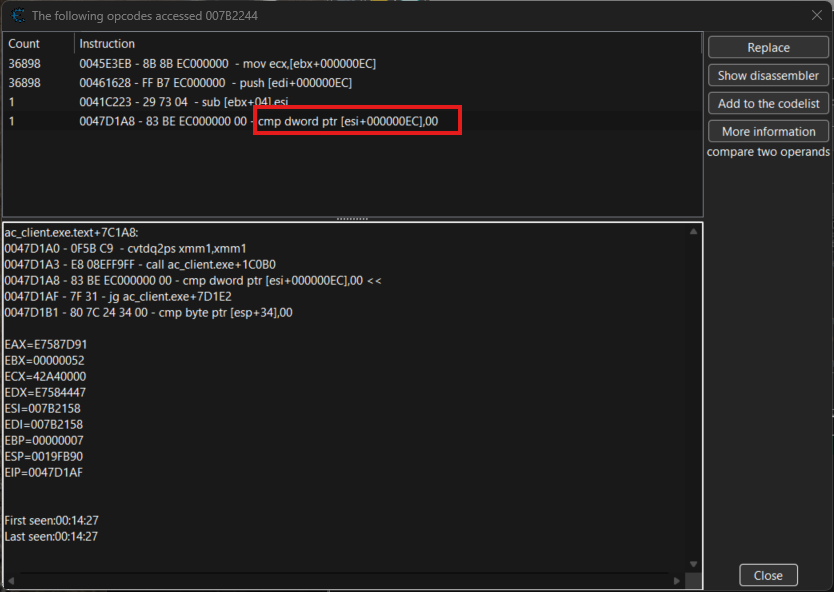 The following opcodes accessed 007B2244
Count Instruction
36898 0045E3EB - 8B 8B EC000000 - mov ecx,[ebx+000000EC]
36898 00461628 - FF B7 EC000000 - push [edi+000000EC]
1 0041C223 - 29 73 04 - sub [ebx+04],esi
1 0047D1A8 - 83 BE EC000000 00 - cmp dword ptr [esi+000000EC],00
Replace
Show disassembler
Add to the codelist
More information
compare two operands
ac_client.exe.text+7C1A8:
0047D1A0 - 0F5B C9 - cvtdq2ps xmm1,xmm1
0047D1A3 - E8 08EFF9FF - call ac_client.exe+1C0B0
0047D1A8 - 83 BE EC000000 00 - cmp dword ptr [esi+000000EC],00 <<
0047D1AF - 7F 31 - jg ac_client.exe+7D1E2
0047D1B1 - 80 7C 24 34 00 - cmp byte ptr [esp+34],00
EAX=E7587D91
EBX=00000052
ECX=42A40000
EDX=E7584447
ESI=007B2158
EDI=007B2158
EBP=00000007
ESP=0019FB90
EIP=0047D1AF
First seen:00:14:27
Last seen:00:14:27
Close